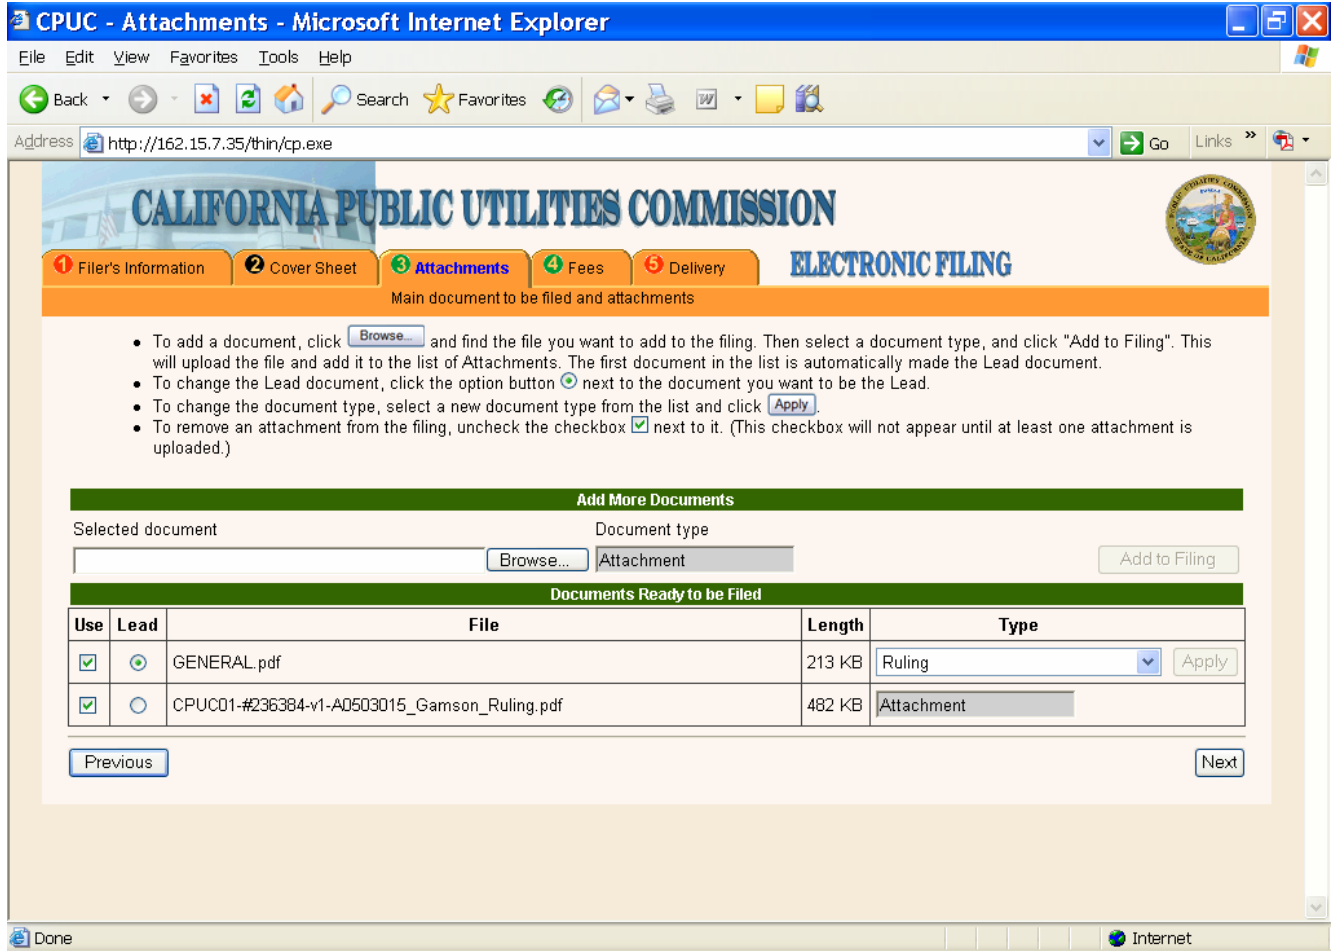 CPUC - Attachments - Microsoft Internet Explorer
File Edit View Favorites Tools Help
Back Search Favorites
Address http://162.15.7.35/thin/cp.exe Go Links »
CALIFORNIA PUBLIC UTILITIES COMMISSION
1 Filer's Information 2 Cover Sheet 3 Attachments 4 Fees 5 Delivery ELECTRONIC FILING
Main document to be filed and attachments
• To add a document, click Browse... and find the file you want to add to the filing. Then select a document type, and click "Add to Filing". This
will upload the file and add it to the list of Attachments. The first document in the list is automatically made the Lead document.
• To change the Lead document, click the option button next to the document you want to be the Lead.
• To change the document type, select a new document type from the list and click Apply.
• To remove an attachment from the filing, uncheck the checkbox next to it. (This checkbox will not appear until at least one attachment is
uploaded.)
Add More Documents
Selected document Document type
Browse... Attachment Add to Filing
Documents Ready to be Filed
Use Lead File Length Type
GENERAL.pdf 213 KB Ruling Apply
CPUC01-#236384-v1-A0503015_Gamson_Ruling.pdf 482 KB Attachment
Previous Next
Done Internet